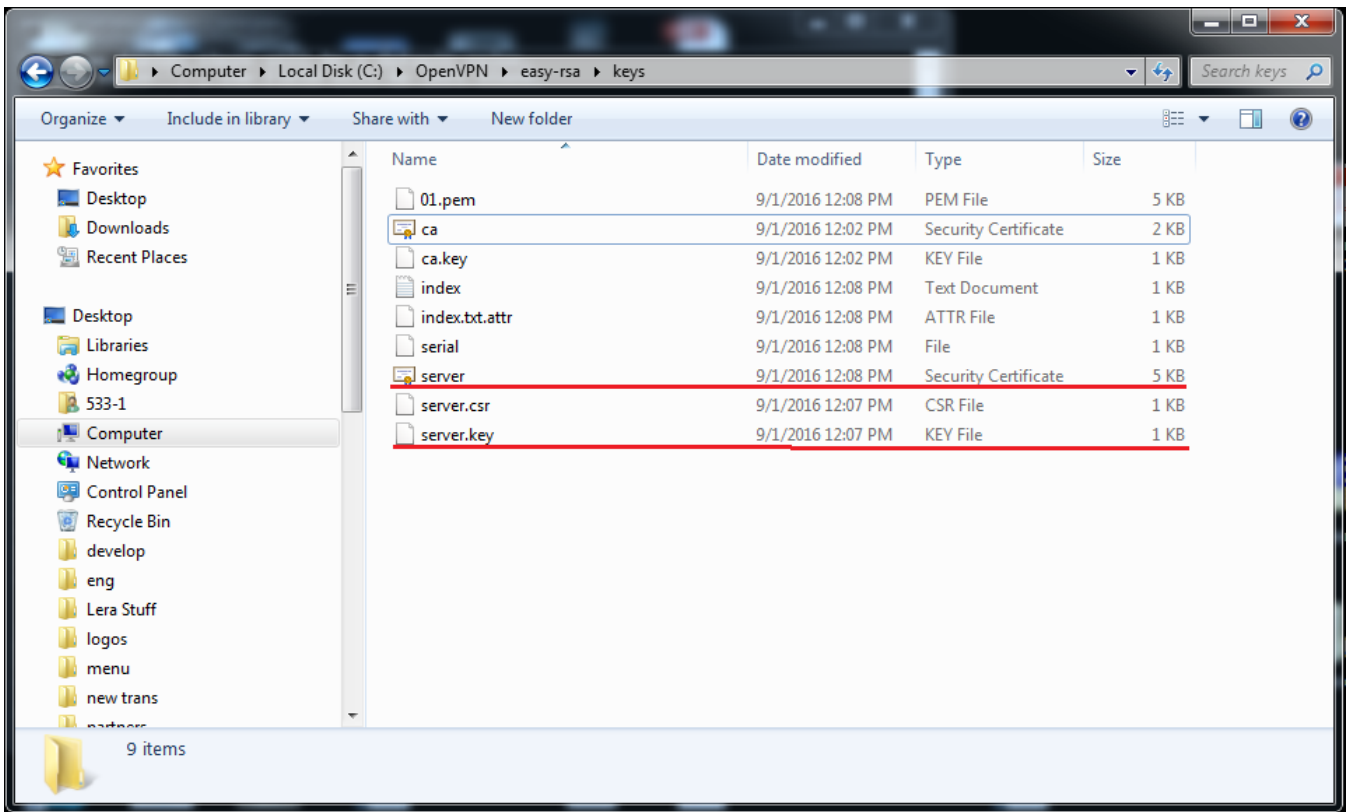 Computer Local Disk (C:) OpenVPN easy-rsa keys Search keys
Organize Include in library Share with New folder
Favorites
Desktop
Downloads
Recent Places
Desktop
Libraries
Homegroup
533-1
Computer
Network
Control Panel
Recycle Bin
develop
eng
Lera Stuff
logos
menu
new trans
partners
Name Date modified Type Size
01.pem 9/1/2016 12:08 PM PEM File 5 KB
ca 9/1/2016 12:02 PM Security Certificate 2 KB
ca.key 9/1/2016 12:02 PM KEY File 1 KB
index 9/1/2016 12:08 PM Text Document 1 KB
index.txt.attr 9/1/2016 12:08 PM ATTR File 1 KB
serial 9/1/2016 12:08 PM File 1 KB
server 9/1/2016 12:08 PM Security Certificate 5 KB
server.csr 9/1/2016 12:07 PM CSR File 1 KB
server.key 9/1/2016 12:07 PM KEY File 1 KB
9 items